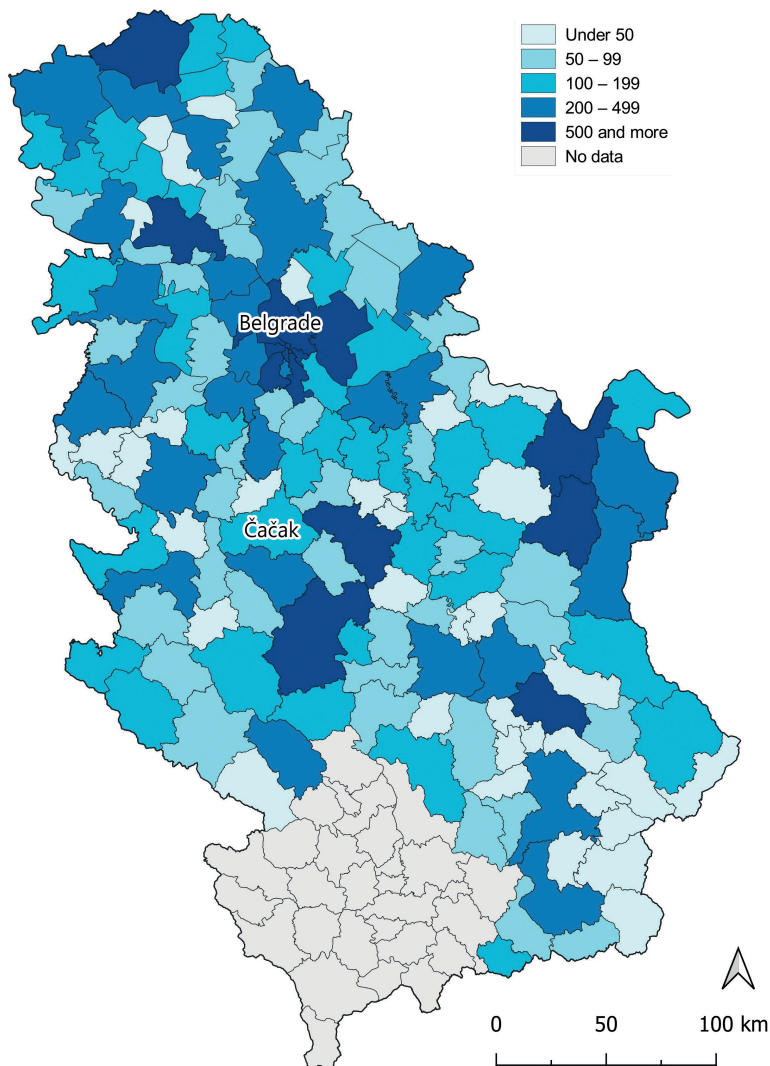 Under 50
50 – 99
100 – 199
200 – 499
500 and more
No data
Belgrade
Čačak
0 50 100 km